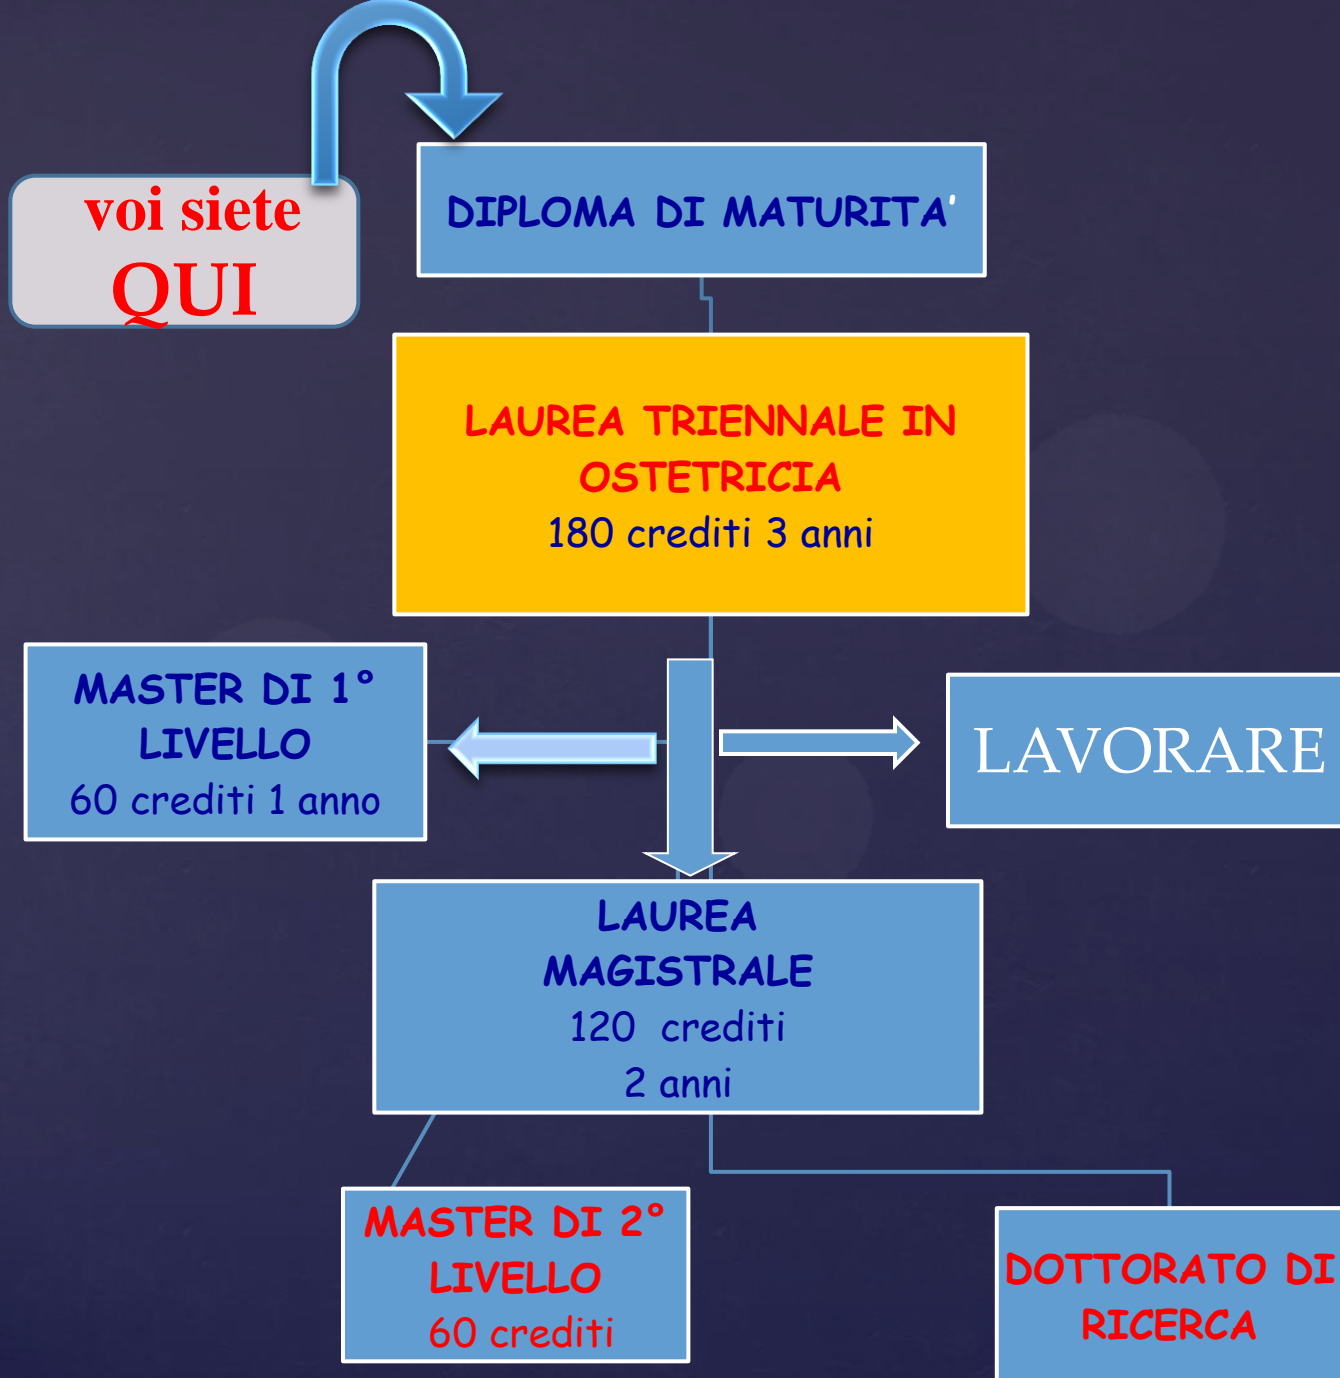 voi siete
QUI
DIPLOMA DI MATURITA'
LAUREA TRIENNALE IN
OSTETRICIA
180 crediti 3 anni
MASTER DI 1°
LIVELLO
60 crediti 1 anno
LAVORARE
LAUREA
MAGISTRALE
120 crediti
2 anni
MASTER DI 2°
LIVELLO
60 crediti
DOTTORATO DI
RICERCA